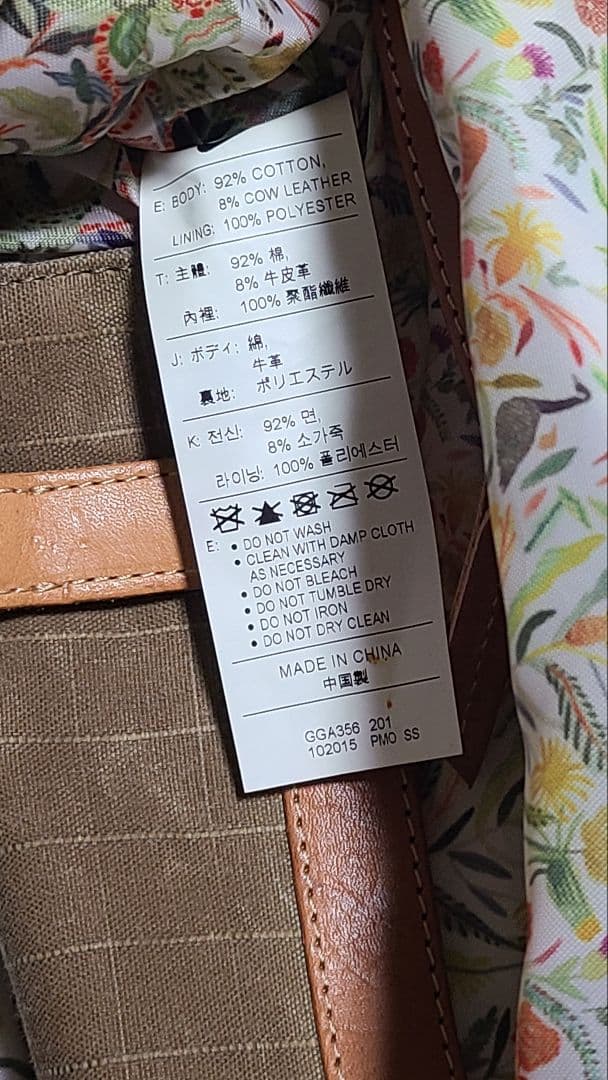 E: BODY: 92% COTTON,
8% COW LEATHER
LINING: 100% POLYESTER
T: 主體: 92% 棉,
8% 牛皮革
內裡: 100% 聚酯纖維
J: ボディ: 綿,
牛革
裏地: ポリエステル
K: 전신: 92% 면,
8% 소가죽
라이닝: 100% 폴리에스터
E: • DO NOT WASH
• CLEAN WITH DAMP CLOTH
AS NECESSARY
• DO NOT BLEACH
• DO NOT TUMBLE DRY
• DO NOT IRON
• DO NOT DRY CLEAN
MADE IN CHINA
中国製
GGA356 201
102015 PMO SS